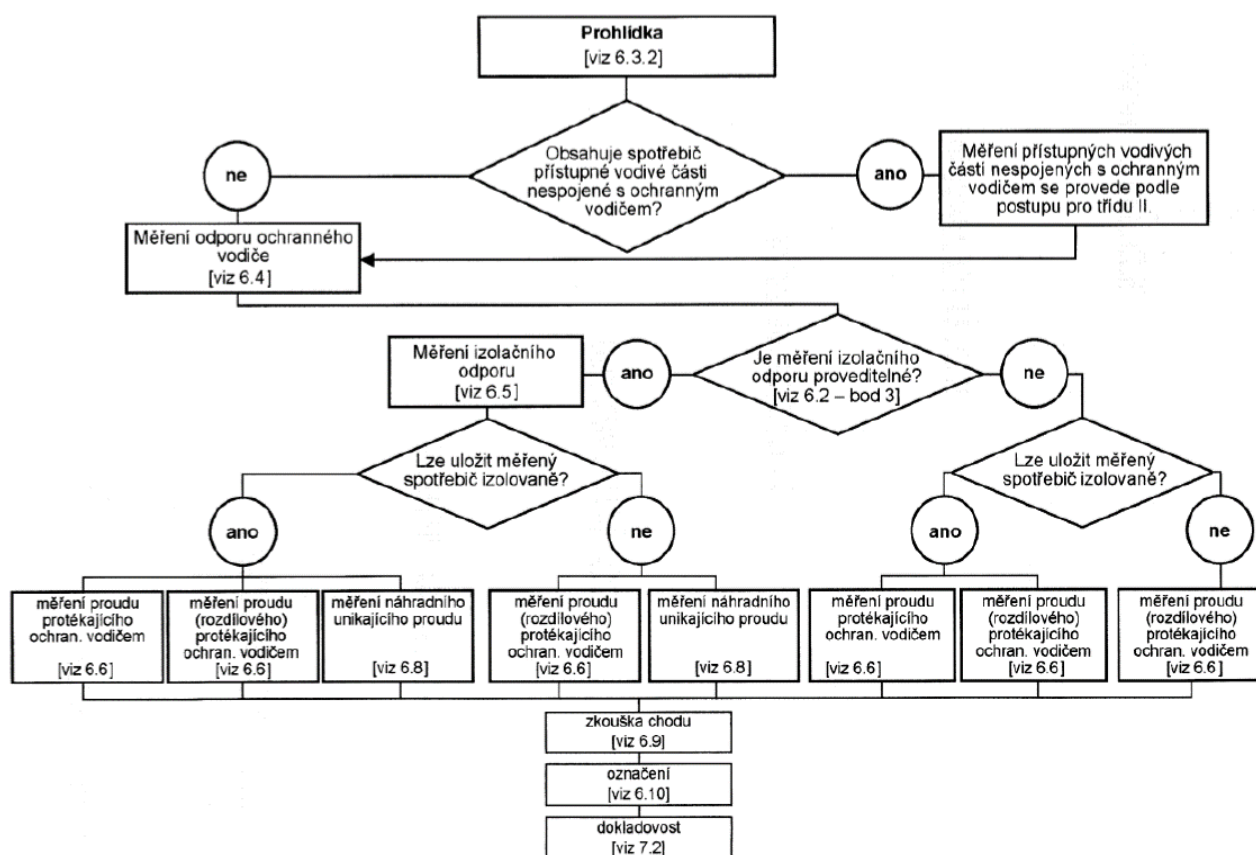 Prohlídka
[viz 6.3.2]
Obsahuje spotřebič
přístupné vodivé části
nespojené s ochranným
vodičem?
ne
ano
Měření přístupných vodivých
částí nespojených s ochranným
vodičem se provede podle
postupu pro třídu II.
Měření odporu ochranného
vodiče
[viz 6.4]
Je měření izolačního
odporu proveditelné?
[viz 6.2 – bod 3]
ano
ne
Měření izolačního
odporu
[viz 6.5]
Lze uložit měřený
spotřebič izolovaně?
Lze uložit měřený
spotřebič izolovaně?
ano
ne
ano
ne
měření proudu
protékajícího
ochran. vodičem
[viz 6.6]
měření proudu
(rozdílového)
protékajícího
ochran. vodičem
[viz 6.6]
měření náhradního
unikajícího proudu
[viz 6.8]
měření proudu
(rozdílového)
protékajícího
ochran. vodičem
[viz 6.6]
měření náhradního
unikajícího proudu
[viz 6.8]
měření proudu
protékajícího
ochran. vodičem
[viz 6.6]
měření proudu
(rozdílového)
protékajícího
ochran. vodičem
[viz 6.6]
měření proudu
(rozdílového)
protékajícího
ochran. vodičem
[viz 6.6]
zkouška chodu
[viz 6.9]
označení
[viz 6.10]
dokladovost
[viz 7.2]